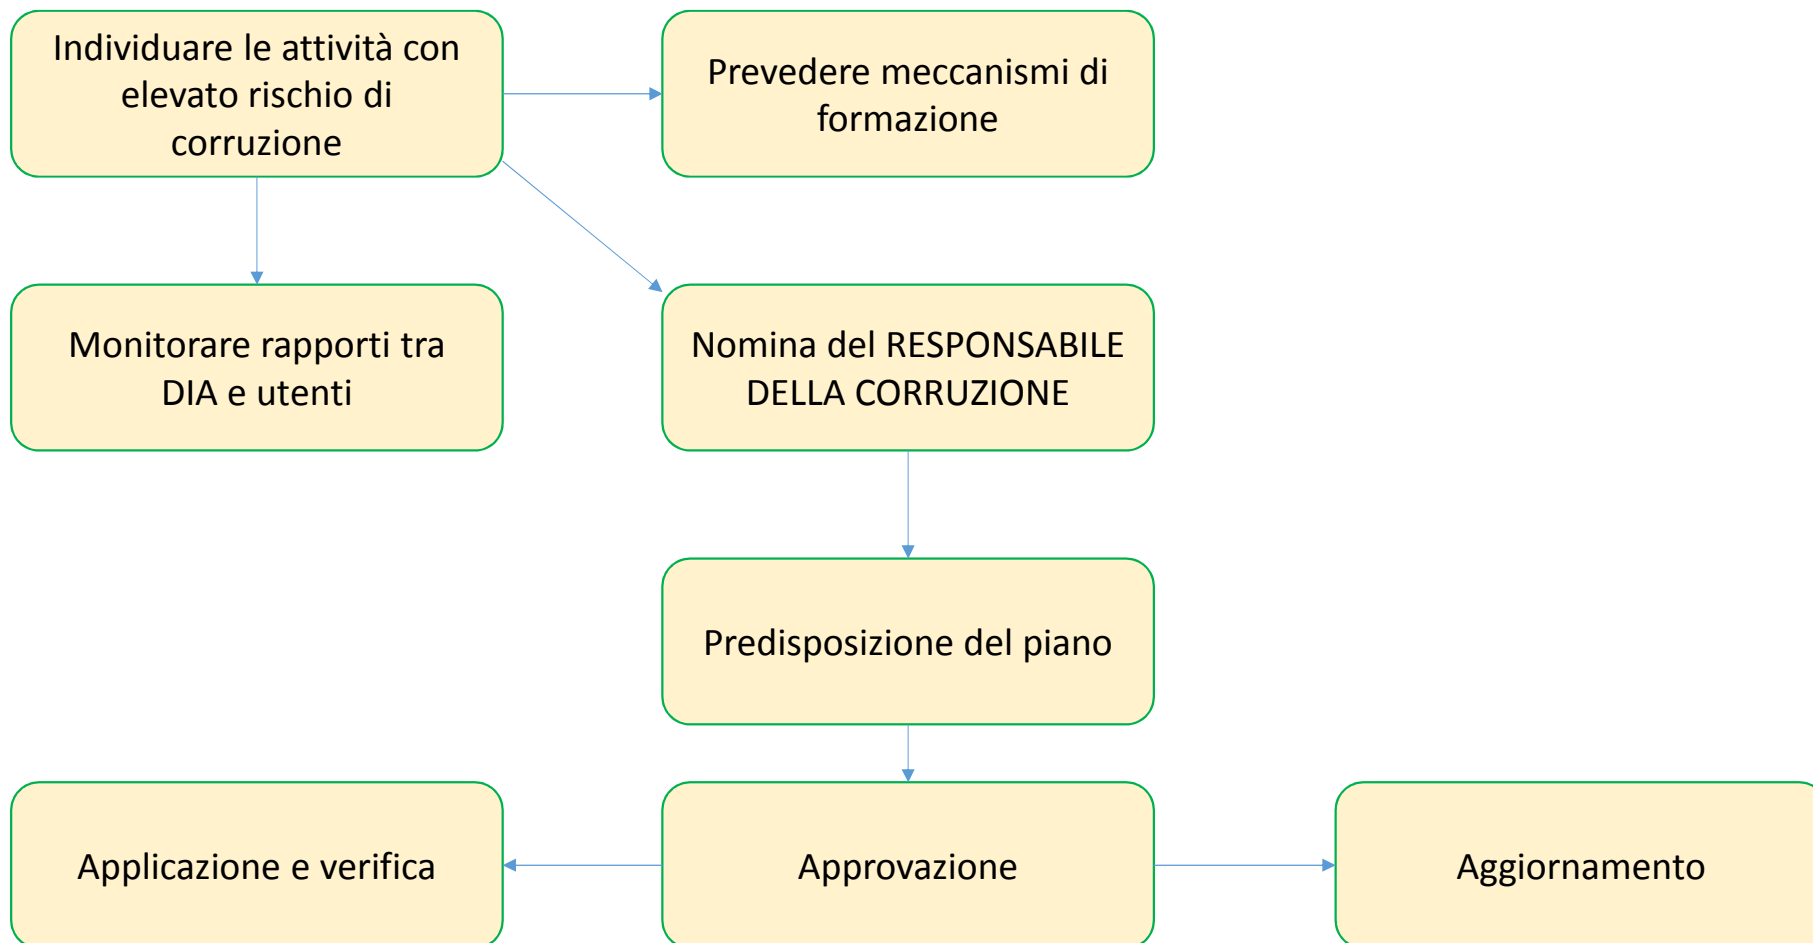 Individuare le attività con
elevato rischio di
corruzione
Prevedere meccanismi di
formazione
Monitorare rapporti tra
DIA e utenti
Nomina del RESPONSABILE
DELLA CORRUZIONE
Predisposizione del piano
Applicazione e verifica
Approvazione
Aggiornamento